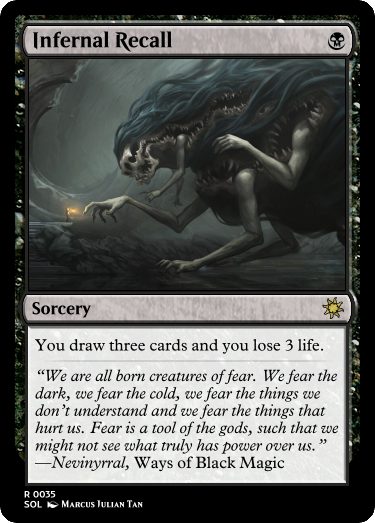 Infernal Recall
Sorcery
You draw three cards and you lose 3 life.
“We are all born creatures of fear. We fear the
dark, we fear the cold, we fear the things we
don’t understand and we fear the things that
hurt us. Fear is a tool of the gods, such that we
might not see what truly has power over us.”
—Nevinyrral, Ways of Black Magic
R 0035
SOL Marcus Julian Tan